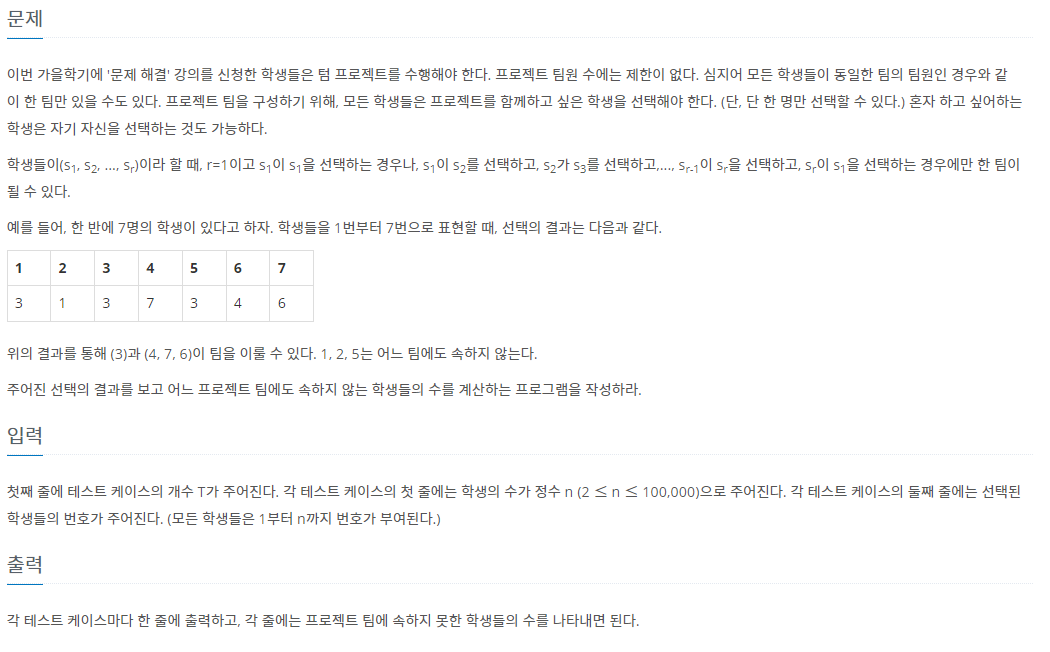 문제
이번 가을학기에 '문제 해결' 강의를 신청한 학생들은 텀 프로젝트를 수행해야 한다. 프로젝트 팀원 수에는 제한이 없다. 심지어 모든 학생들이 동일한 팀의 팀원인 경우와 같
이 한 팀만 있을 수도 있다. 프로젝트 팀을 구성하기 위해, 모든 학생들은 프로젝트를 함께하고 싶은 학생을 선택해야 한다. (단, 단 한 명만 선택할 수 있다.) 혼자 하고 싶어하는
학생은 자기 자신을 선택하는 것도 가능하다.
학생들이(s1, s2, ..., sr)이라 할 때, r=1이고 s1이 s1을 선택하는 경우나, s1이 s2를 선택하고, s2가 s3를 선택하고,..., sr-1이 sr을 선택하고, sr이 s1을 선택하는 경우에만 한 팀이
될 수 있다.
예를 들어, 한 반에 7명의 학생이 있다고 하자. 학생들을 1번부터 7번으로 표현할 때, 선택의 결과는 다음과 같다.
1 2 3 4 5 6 7
3 1 3 7 3 4 6
위의 결과를 통해 (3)과 (4, 7, 6)이 팀을 이룰 수 있다. 1, 2, 5는 어느 팀에도 속하지 않는다.
주어진 선택의 결과를 보고 어느 프로젝트 팀에도 속하지 않는 학생들의 수를 계산하는 프로그램을 작성하라.
입력
첫째 줄에 테스트 케이스의 개수 T가 주어진다. 각 테스트 케이스의 첫 줄에는 학생의 수가 정수 n (2 ≤ n ≤ 100,000)으로 주어진다. 각 테스트 케이스의 둘째 줄에는 선택된
학생들의 번호가 주어진다. (모든 학생들은 1부터 n까지 번호가 부여된다.)
출력
각 테스트 케이스마다 한 줄에 출력하고, 각 줄에는 프로젝트 팀에 속하지 못한 학생들의 수를 나타내면 된다.